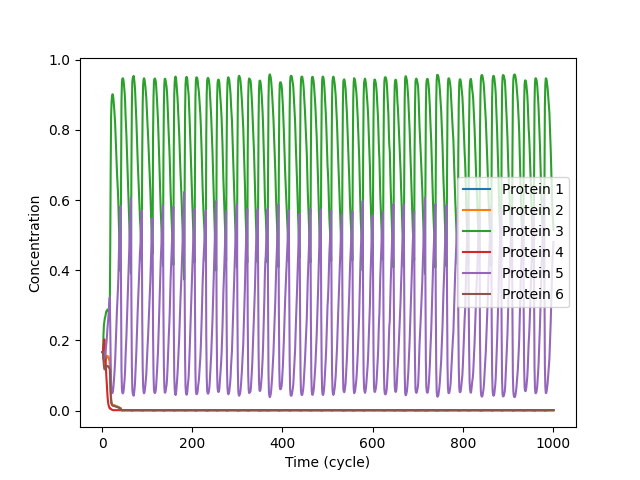 1.0
0.8
0.6
0.4
0.2
0.0
Concentration
Protein 1
Protein 2
Protein 3
Protein 4
Protein 5
Protein 6
0 200 400 600 800 1000
Time (cycle)